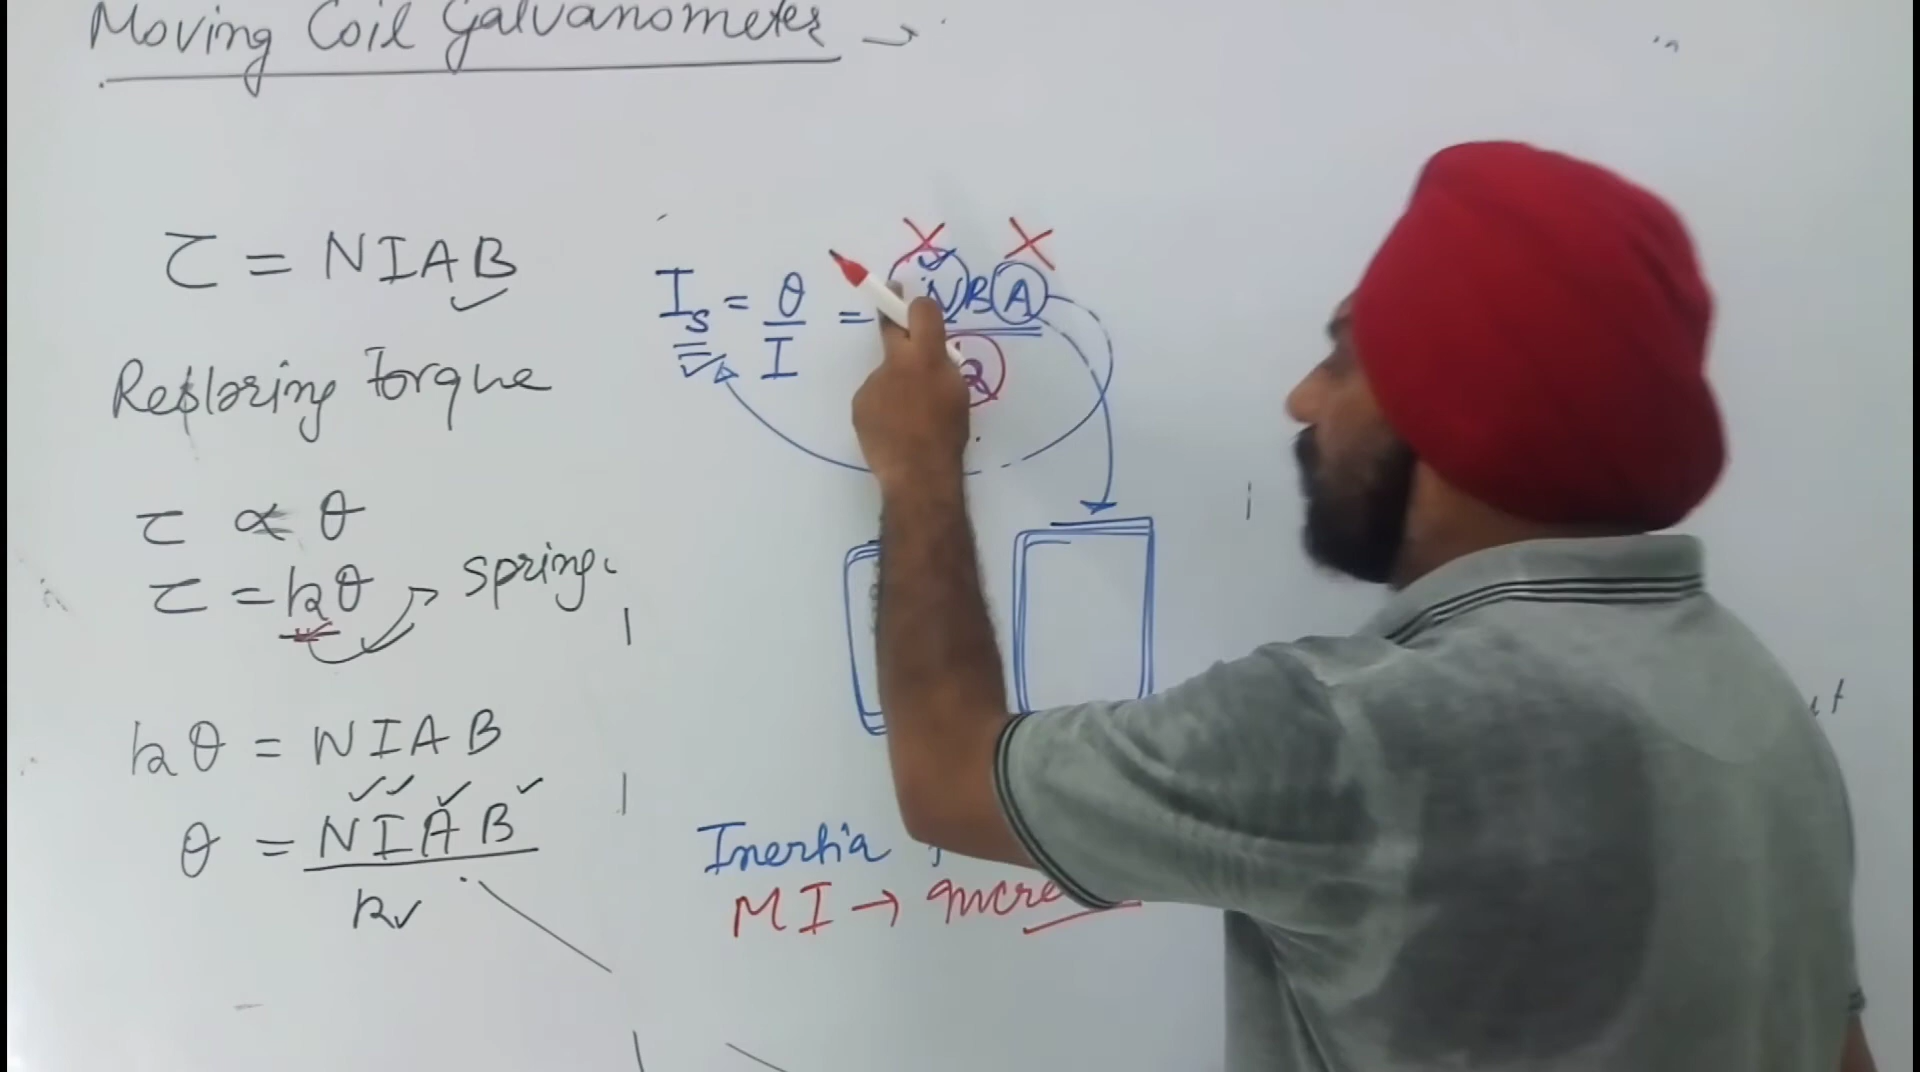 Moving Coil Galvanometer →
τ = NIAB
Restoring torque
τ ∝ θ
τ = kθ → spring
kθ = NIAB
θ = NIAB / k
X X
I_s = θ / I = NBA / k
Inertia
MI → incre